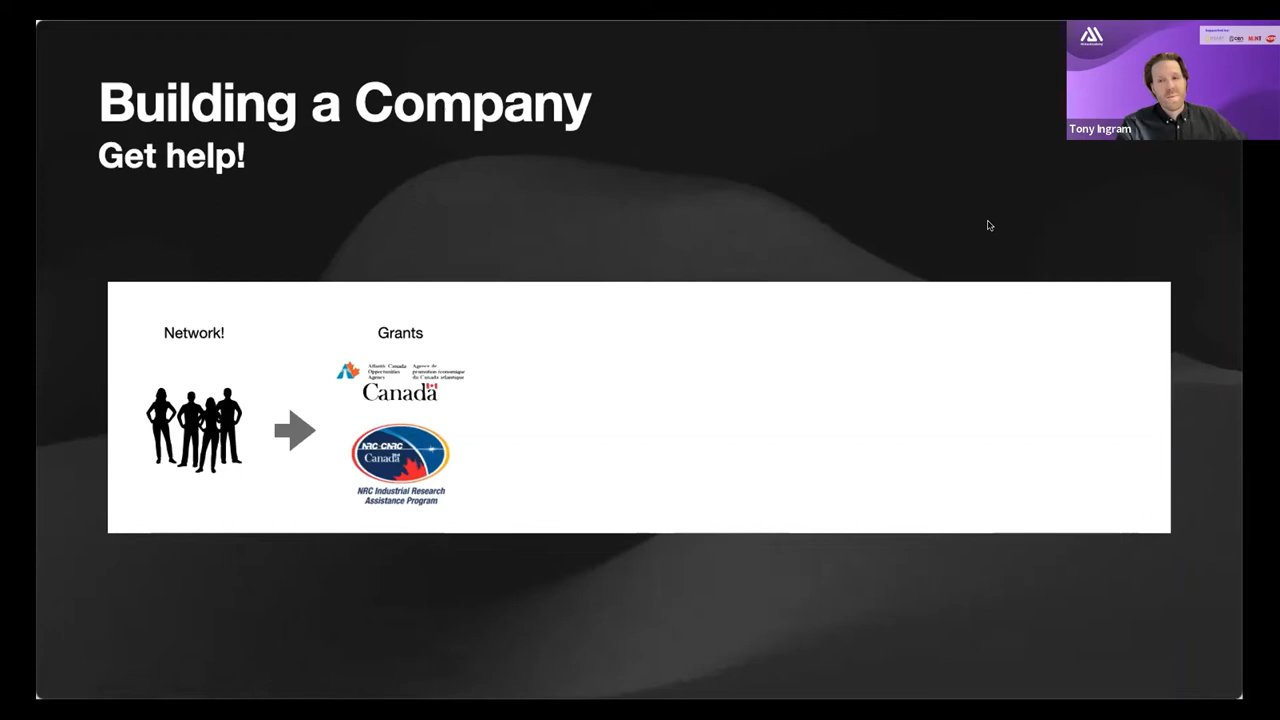 Building a Company
Get help!
Tony Ingram
Network!
Grants
Atlantic Canada
Opportunities
Agency
Agence de
promotion économique
du Canada atlantique
Canada
NRC·CNRC
Canada
NRC Industrial Research
Assistance Program